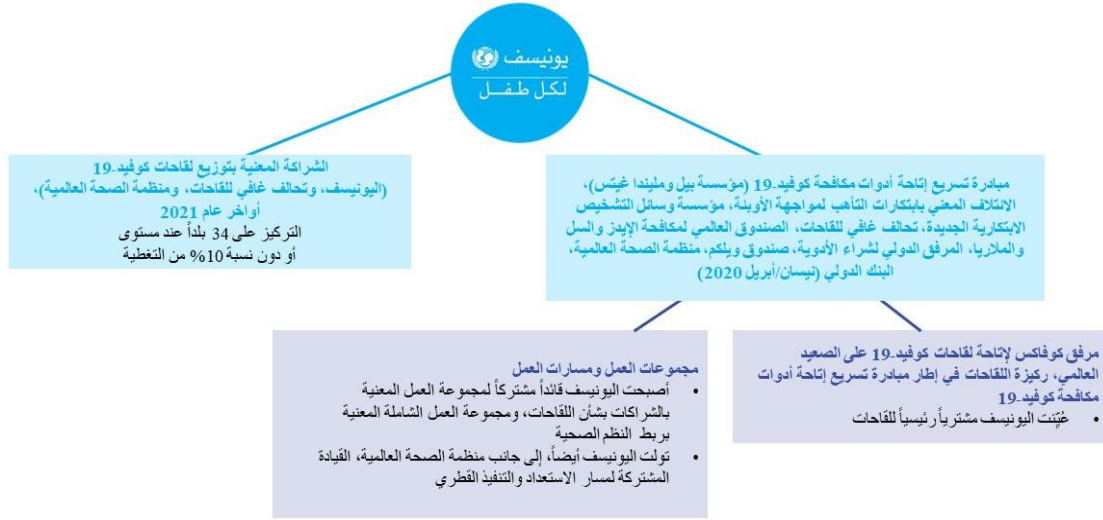 يونيسف
لكل طفل
مبادرة تسريع إتاحة أدوات مكافحة كوفيد-19 (مؤسسة بيل ومليندا غيتس)،
الائتلاف المعني بابتكارات التأهب لمواجهة الأوبئة، مؤسسة وسائل التشخيص
الابتكارية الجديدة، تحالف غافي للقاحات، الصندوق العالمي لمكافحة الإيدز والسل
والملاريا، المرفق الدولي لشراء الأدوية، صندوق ويلكم، منظمة الصحة العالمية،
البنك الدولي (نيسان/أبريل 2020)
الشراكة المعنية بتوزيع لقاحات كوفيد-19
(اليونيسف، وتحالف غافي للقاحات، ومنظمة الصحة العالمية)،
أواخر عام 2021
التركيز على 34 بلداً عند مستوى
أو دون نسبة 10% من التغطية
مرفق كوفاكس لإتاحة لقاحات كوفيد-19 على الصعيد
العالمي، ركيزة اللقاحات في إطار مبادرة تسريع إتاحة أدوات
مكافحة كوفيد-19
• عُيّنت اليونيسف مشترياً رئيسياً للقاحات
مجموعات العمل ومسارات العمل
• أصبحت اليونيسف قائداً مشتركاً لمجموعة العمل المعنية
بالشراكات بشأن اللقاحات، ومجموعة العمل الشاملة المعنية
بربط النظم الصحية
• تولت اليونيسف أيضاً، إلى جانب منظمة الصحة العالمية، القيادة
المشتركة لمسار الاستعداد والتنفيذ القطري